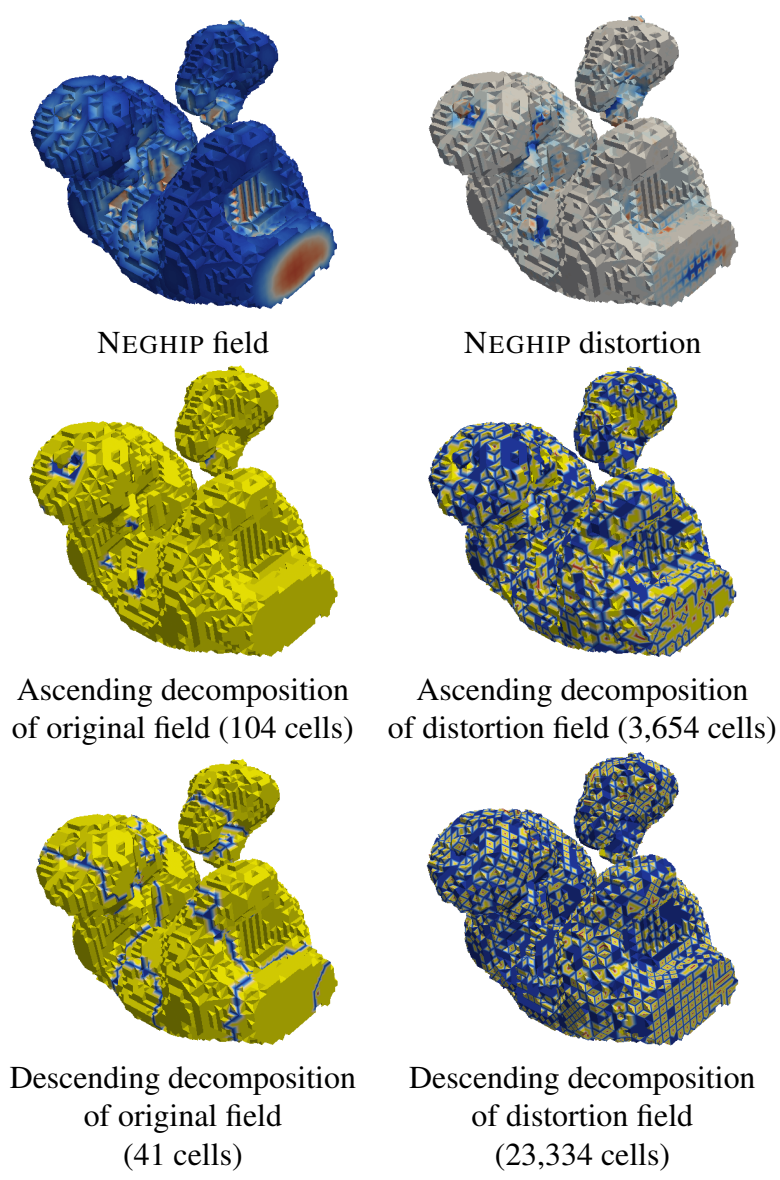 NEGHIP field
NEGHIP distortion
Ascending decomposition
of original field (104 cells)
Ascending decomposition
of distortion field (3,654 cells)
Descending decomposition
of original field
(41 cells)
Descending decomposition
of distortion field
(23,334 cells)